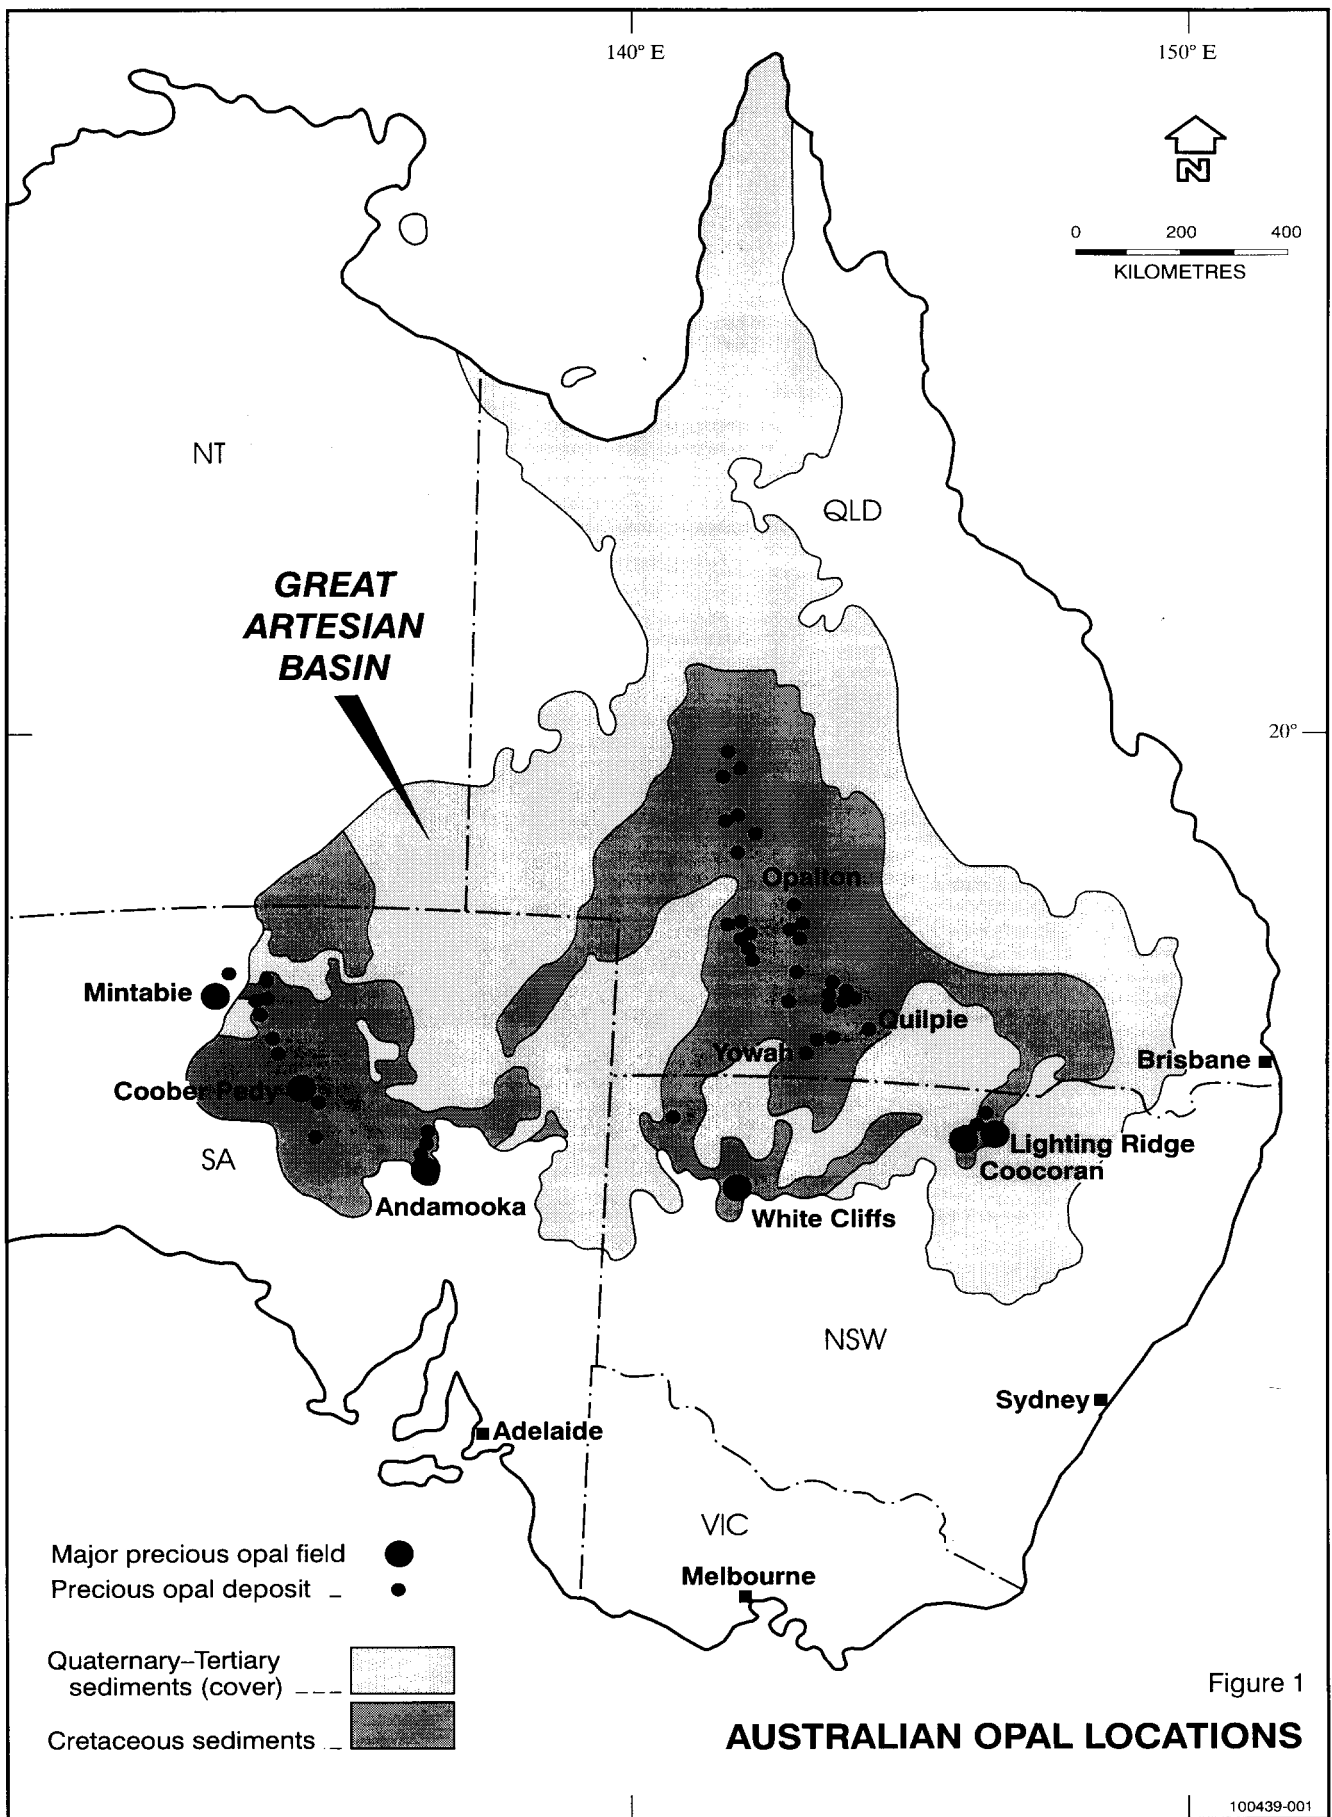 140° E
150° E
N
0 200 400
KILOMETRES
NT
QLD
GREAT
ARTESIAN
BASIN
20°
Opalton
Mintabie
Quilpie
Yowah
Brisbane
Coober Pedy
SA
Lighting Ridge
Coocoran
Andamooka
White Cliffs
NSW
Sydney
Adelaide
VIC
Melbourne
Major precious opal field
Precious opal deposit
Quaternary–Tertiary
sediments (cover)
Cretaceous sediments
Figure 1
AUSTRALIAN OPAL LOCATIONS
100439-001